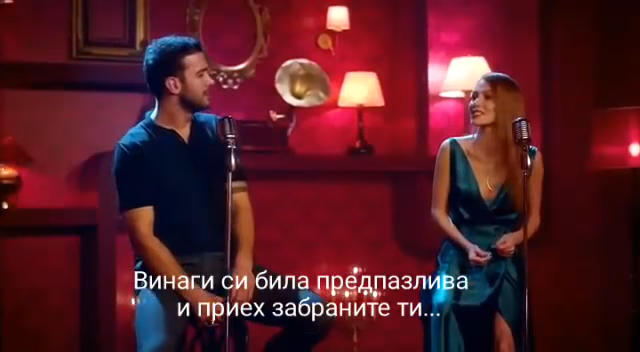 Винаги си била предпазлива
и приех забраните ти...